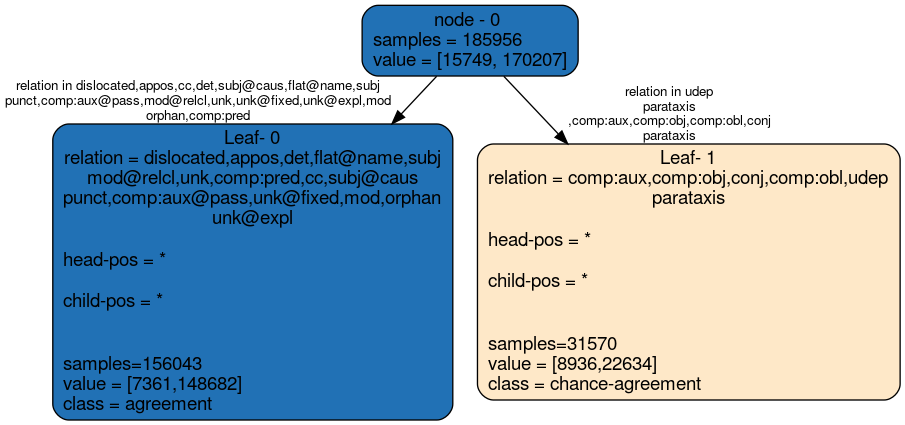 node - 0
samples = 185956
value = [15749, 170207]
relation in dislocated,appos,cc,det,subj@caus,flat@name,subj
punct,comp:aux@pass,mod@relcl,unk,unk@fixed,unk@expl,mod
orphan,comp:pred
relation in udep
parataxis
,comp:aux,comp:obj,comp:obl,conj
parataxis
Leaf- 0
relation = dislocated,appos,det,flat@name,subj
mod@relcl,unk,comp:pred,cc,subj@caus
punct,comp:aux@pass,unk@fixed,mod,orphan
unk@expl
head-pos = *
child-pos = *
samples=156043
value = [7361,148682]
class = agreement
Leaf- 1
relation = comp:aux,comp:obj,conj,comp:obl,udep
parataxis
head-pos = *
child-pos = *
samples=31570
value = [8936,22634]
class = chance-agreement